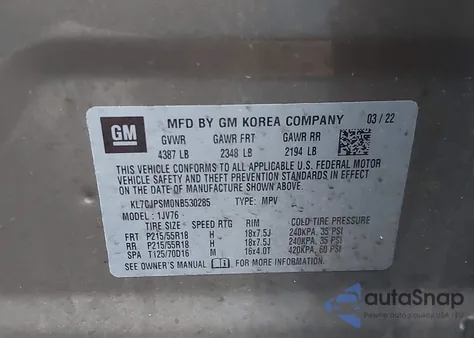 GM
MFD BY GM KOREA COMPANY 03/22
GVWR GAWR FRT GAWR RR
4387 LB 2348 LB 2194 LB
THIS VEHICLE CONFORMS TO ALL APPLICABLE U.S. FEDERAL MOTOR
VEHICLE SAFETY AND THEFT PREVENTION STANDARDS IN EFFECT ON THE
DATE OF MANUFACTURE SHOWN ABOVE.
KL7CJPSM0NB530285 TYPE: MPV
MODEL: 1JV76
TIRE SIZE SPEED RTG RIM COLD TIRE PRESSURE
FRT P215/55R18 H 18x7.5J 240KPA, 35 PSI
RR P215/55R18 H 18x7.5J 240KPA, 35 PSI
SPA T125/70D16 M 16x4.0T 420KPA, 60 PSI
SEE OWNER'S MANUAL FOR MORE INFORMATION.
autoSnap